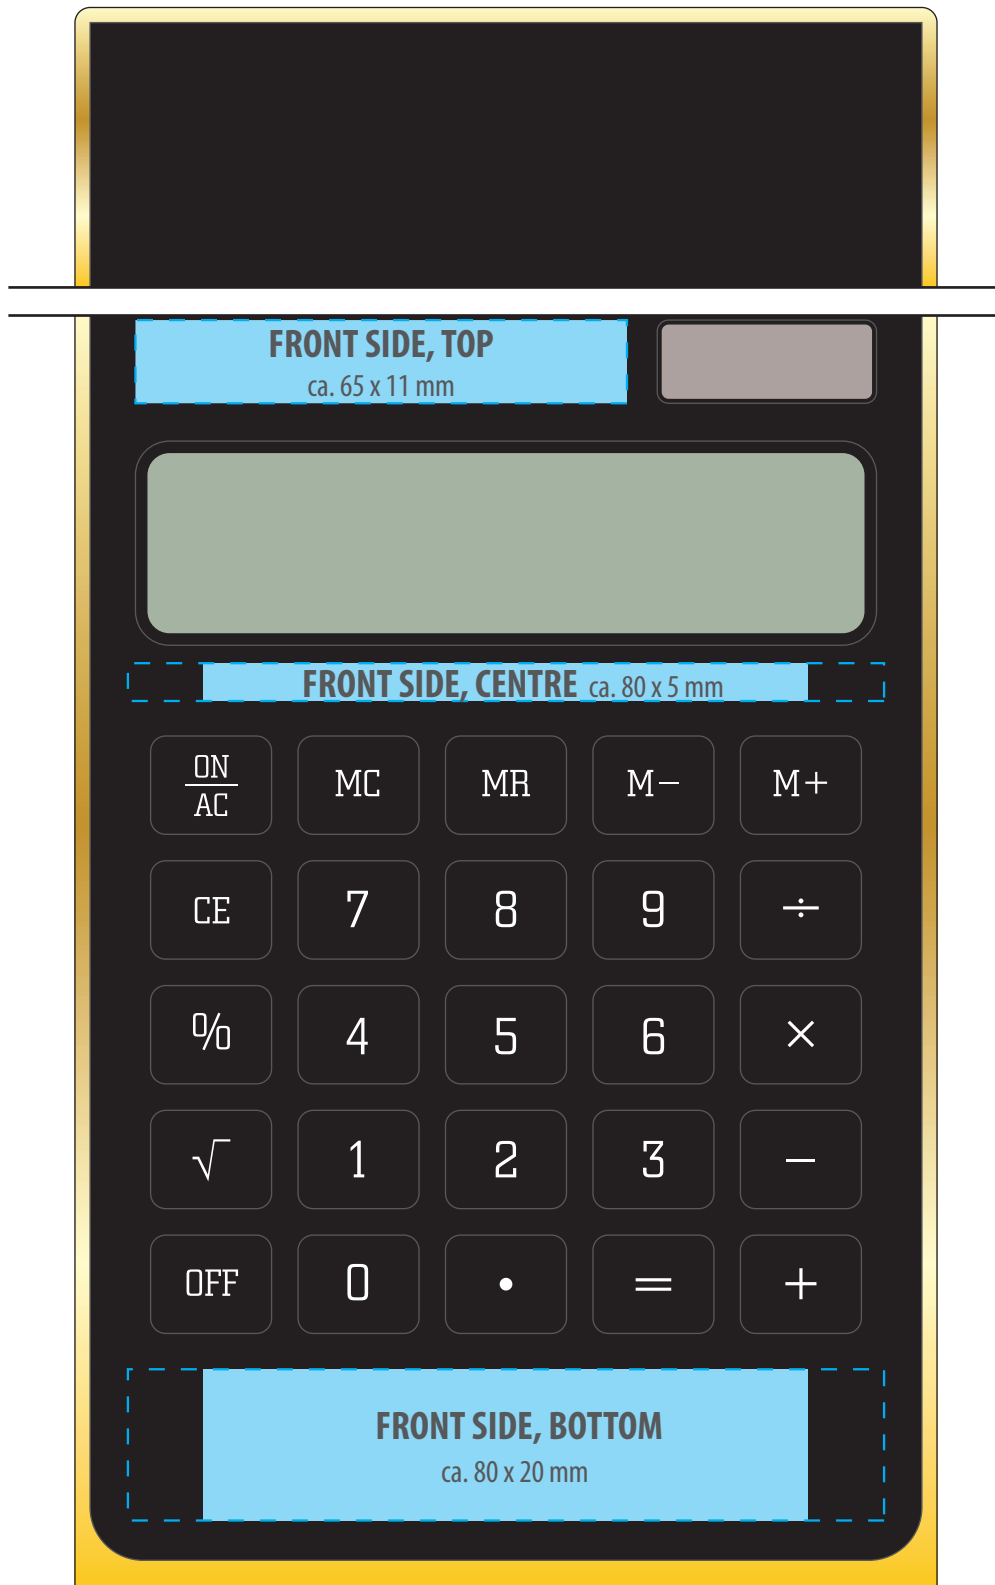 FRONT SIDE, TOP
ca. 65 x 11 mm
FRONT SIDE, CENTRE ca. 80 x 5 mm
ON
AC
MC MR M− M+
CE 7 8 9 ÷
% 4 5 6 ×
√ 1 2 3 −
OFF 0 . = +
FRONT SIDE, BOTTOM
ca. 80 x 20 mm